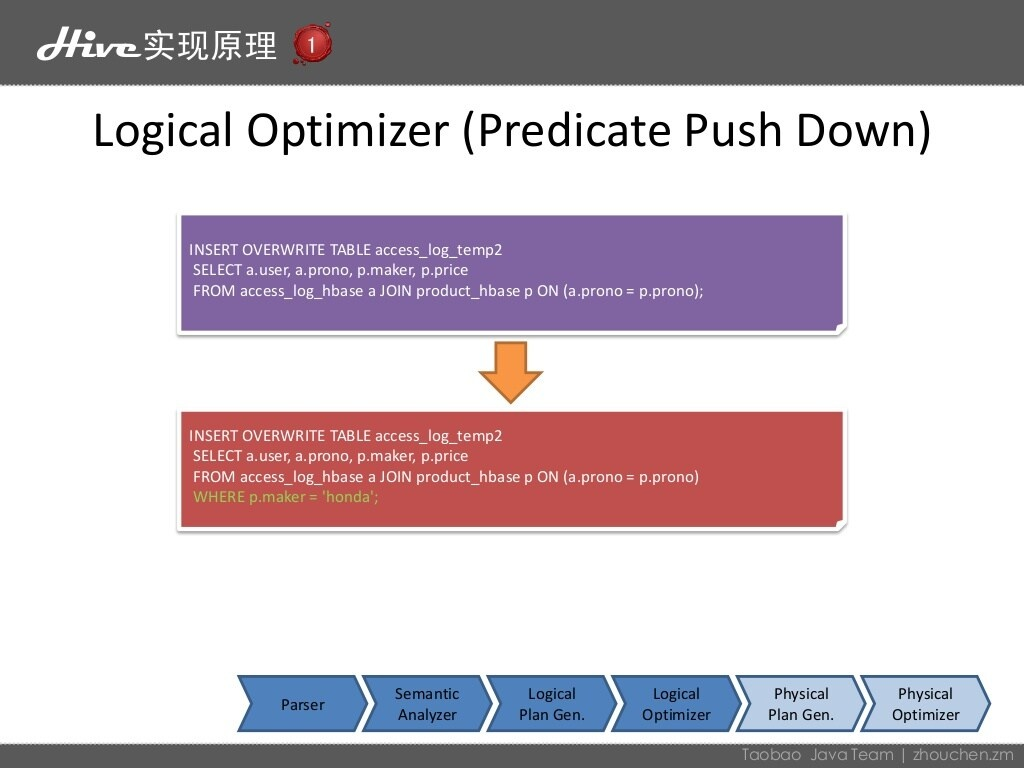 Hive实现原理 1
Logical Optimizer (Predicate Push Down)
INSERT OVERWRITE TABLE access_log_temp2
SELECT a.user, a.prono, p.maker, p.price
FROM access_log_hbase a JOIN product_hbase p ON (a.prono = p.prono);
INSERT OVERWRITE TABLE access_log_temp2
SELECT a.user, a.prono, p.maker, p.price
FROM access_log_hbase a JOIN product_hbase p ON (a.prono = p.prono)
WHERE p.maker = 'honda';
Parser
Semantic
Analyzer
Logical
Plan Gen.
Logical
Optimizer
Physical
Plan Gen.
Physical
Optimizer
Taobao Java Team | zhouchen.zm